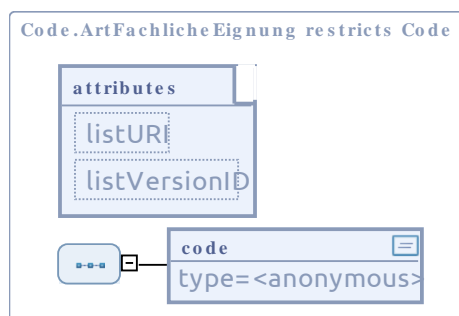 Code.ArtFachlicheEignung restricts Code
attributes
listURI
listVersionID
code
type=<anonymous>